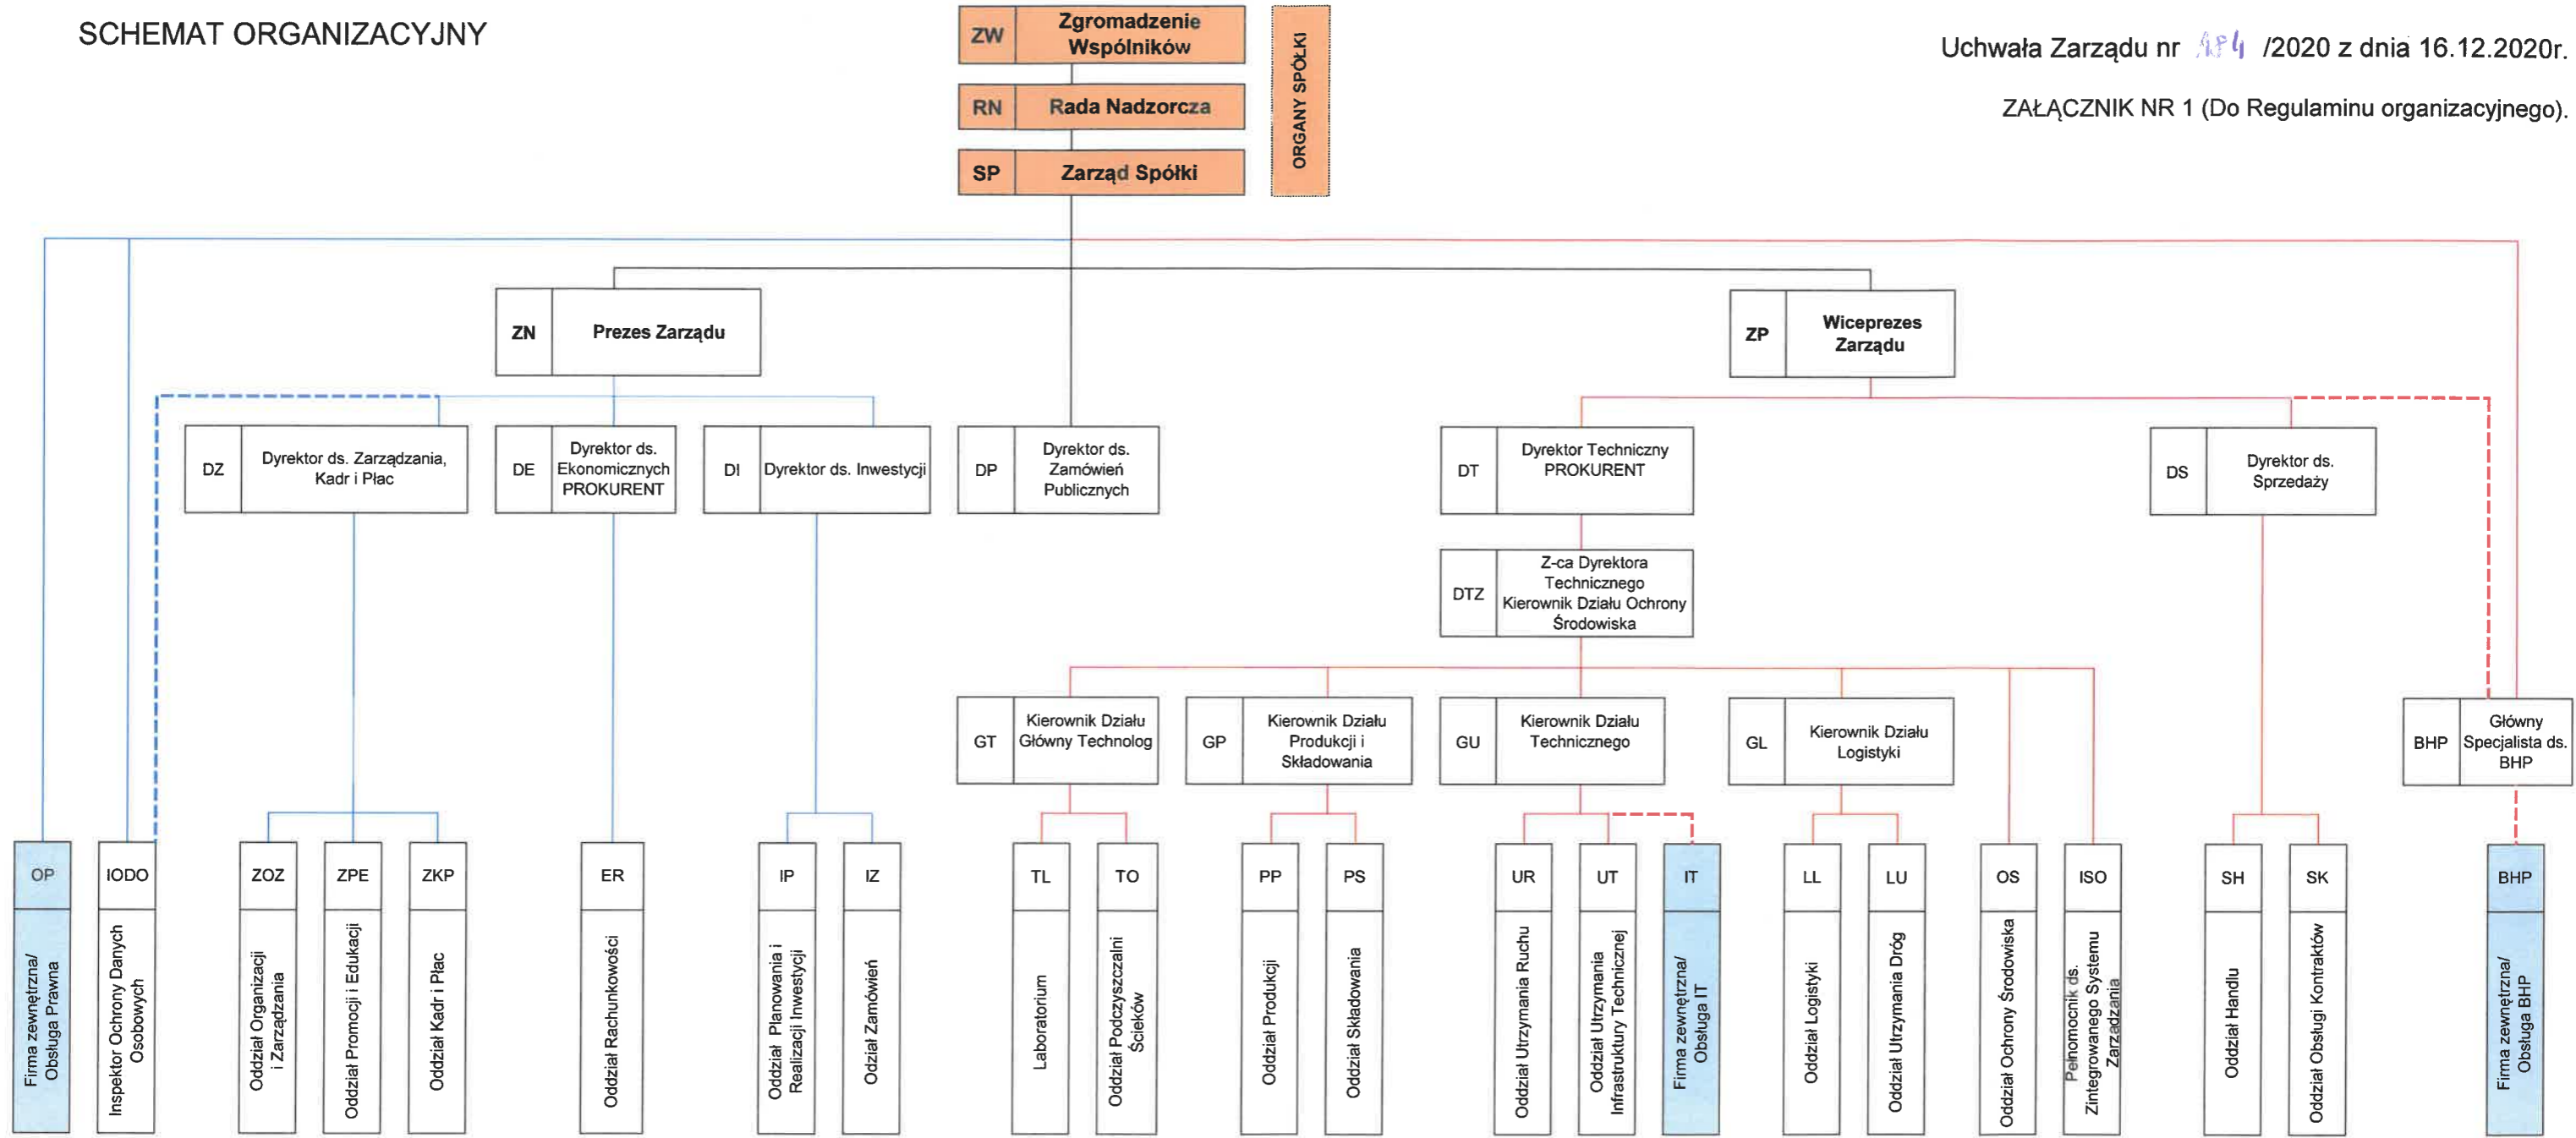 SCHEMAT ORGANIZACYJNY
ZW
Zgromadzenie
Wspólników
RN
Rada Nadzorcza
SP
Zarząd Spółki
ORGANY SPÓŁKI
Uchwała Zarządu nr /2020 z dnia 16.12.2020r.
ZAŁĄCZNIK NR 1 (Do Regulaminu organizacyjnego).
ZN
Prezes Zarządu
ZP
Wiceprezes
Zarządu
DZ
Dyrektor ds. Zarządzania,
Kadr i Płac
DE
Dyrektor ds.
Ekonomicznych
PROKURENT
DI
Dyrektor ds. Inwestycji
DP
Dyrektor ds.
Zamówień
Publicznych
DT
Dyrektor Techniczny
PROKURENT
DS
Dyrektor ds.
Sprzedaży
DTZ
Z-ca Dyrektora
Technicznego
Kierownik Działu Ochrony
Środowiska
GT
Kierownik Działu
Główny Technolog
GP
Kierownik Działu
Produkcji i
Składowania
GU
Kierownik Działu
Technicznego
GL
Kierownik Działu
Logistyki
BHP
Główny
Specjalista ds.
BHP
OP
Firma zewnętrzna/
Obsługa Prawna
IODO
Inspektor Ochrony Danych
Osobowych
ZOZ
Oddział Organizacji
i Zarządzania
ZPE
Oddział Promocji i Edukacji
ZKP
Oddział Kadr i Płac
ER
Oddział Rachunkowości
IP
Oddział Planowania i
Realizacji Inwestycji
IZ
Odział Zamówień
TL
Laboratorium
TO
Oddział Podczyszczalni
Ścieków
PP
Oddział Produkcji
PS
Oddział Składowania
UR
Oddział Utrzymania Ruchu
UT
Oddział Utrzymania
Infrastruktury Technicznej
IT
Firma zewnętrzna/
Obsługa IT
LL
Oddział Logistyki
LU
Oddział Utrzymania Dróg
OS
Oddział Ochrony Środowiska
ISO
Pełnomocnik ds.
Zintegrowanego Systemu
Zarządzania
SH
Oddział Handlu
SK
Oddział Obsługi Kontraktów
BHP
Firma zewnętrzna/
Obsługa BHP